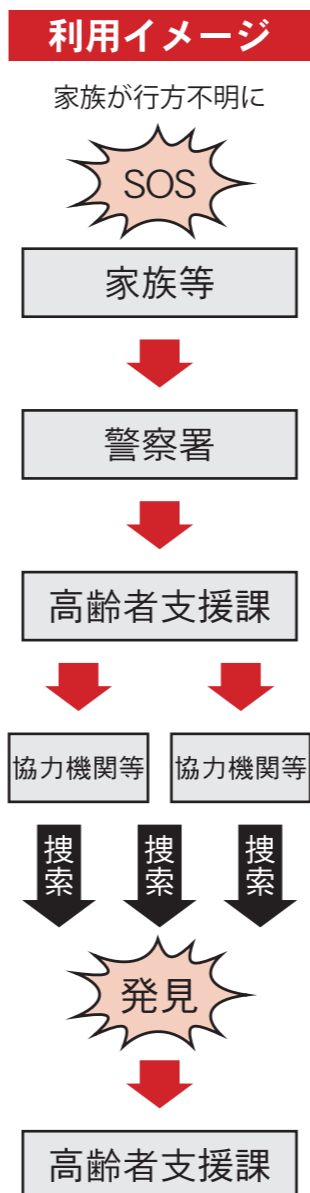 利用イメージ
家族が行方不明に
SOS
家族等
警察署
高齢者支援課
協力機関等 協力機関等
捜索 捜索 捜索
発見
高齢者支援課